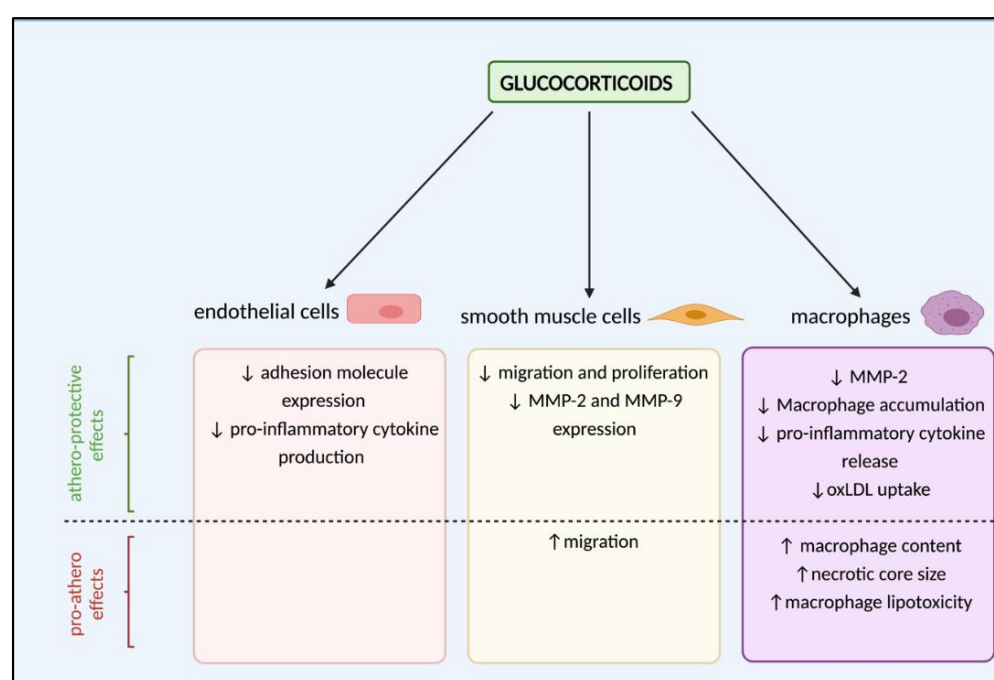 GLUCOCORTICOIDS
endothelial cells
smooth muscle cells
macrophages
athero-protective
effects
↓ adhesion molecule
expression
↓ pro-inflammatory cytokine
production
↓ migration and proliferation
↓ MMP-2 and MMP-9
expression
↓ MMP-2
↓ Macrophage accumulation
↓ pro-inflammatory cytokine
release
↓oxLDL uptake
pro-athero
effects
↑migration
↑ macrophage content
↑necrotic core size
↑macrophage lipotoxicity